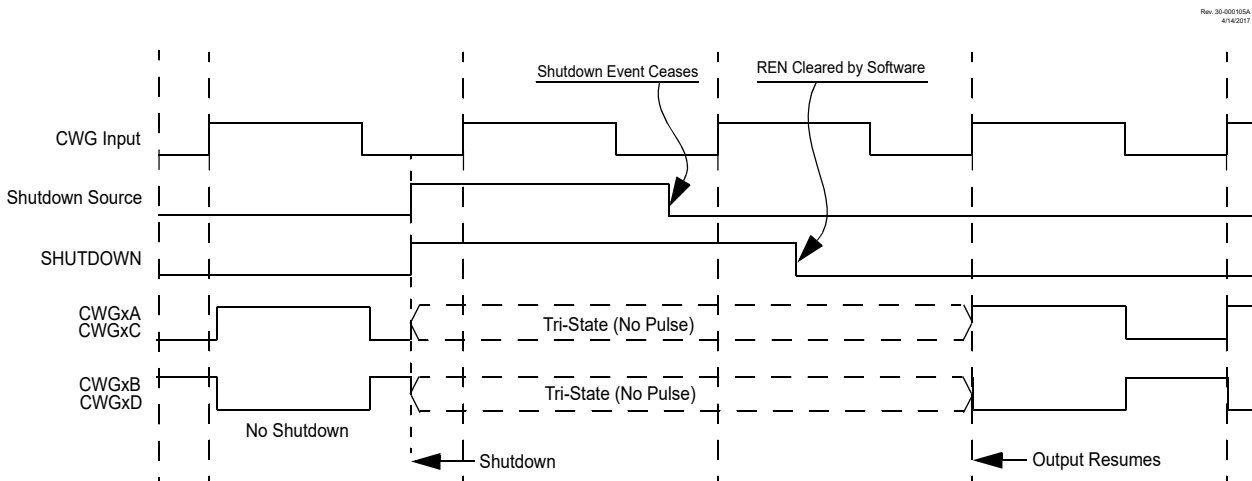 Rev. 30-000105A
4/14/2017
Shutdown Event Ceases
REN Cleared by Software
CWG Input
Shutdown Source
SHUTDOWN
CWGxA
CWGxC
Tri-State (No Pulse)
CWGxB
CWGxD
Tri-State (No Pulse)
No Shutdown
Shutdown
Output Resumes